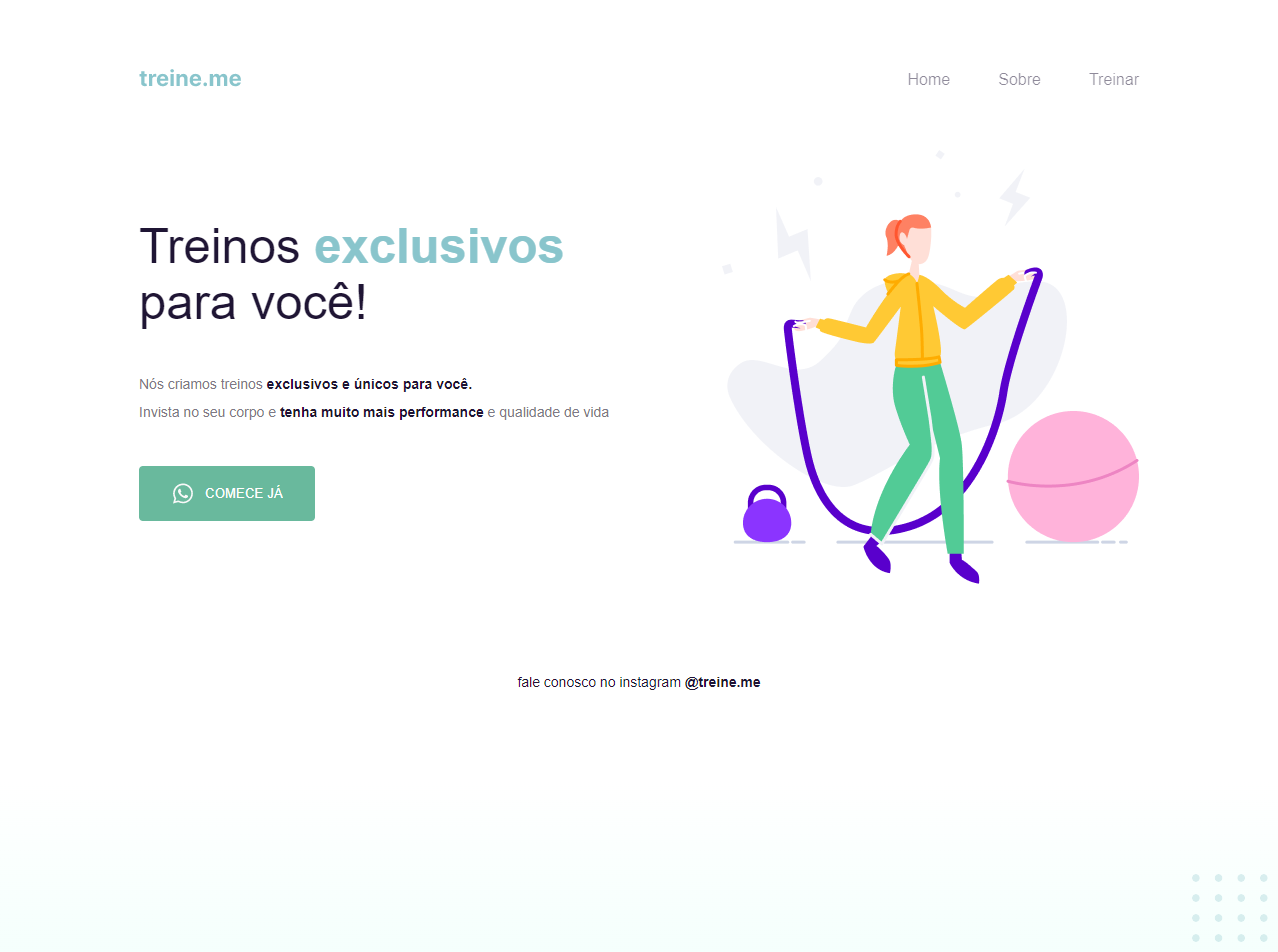 treine.me
Home
Sobre
Treinar
Treinos exclusivos
para você!
Nós criamos treinos exclusivos e únicos para você.
Invista no seu corpo e tenha muito mais performance e qualidade de vida
COMECE JÁ
fale conosco no instagram @treine.me